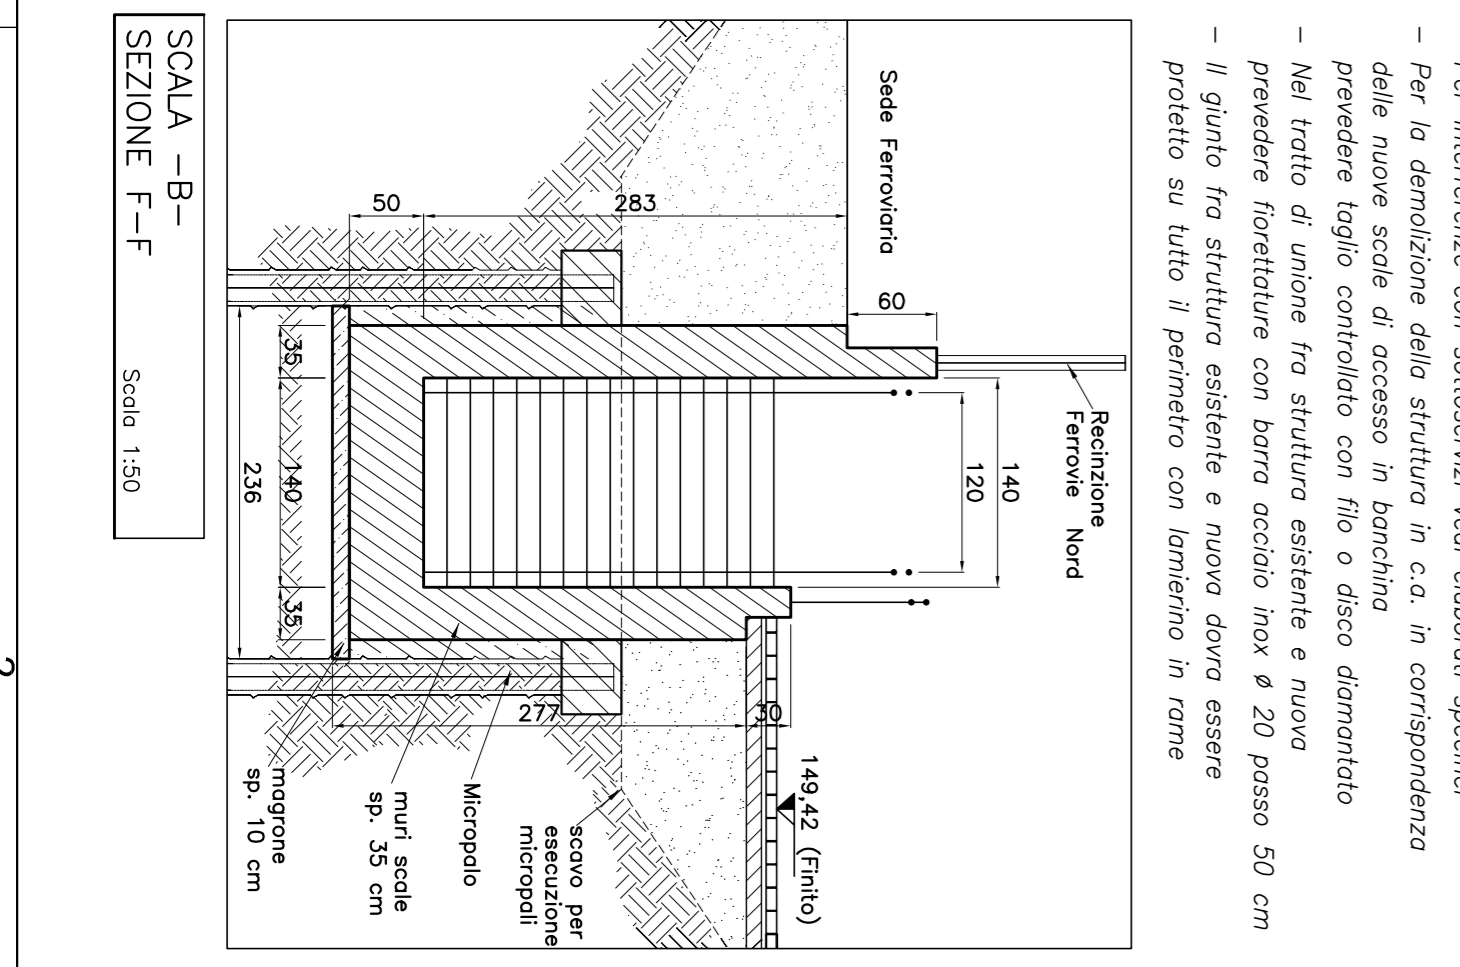 – Per la demolizione della struttura in c.a. in corrispondenza
delle nuove scale di accesso in banchina
prevedere taglio controllato con filo o disco diamantato
– Nel tratto di unione fra struttura esistente e nuova
prevedere fiorettature con barra acciaio inox ø 20 passo 50 cm
– Il giunto fra struttura esistente e nuova dovra essere
protetto su tutto il perimetro con lamierino in rame
Recinzione
Ferrovie Nord
140
120
60
Sede Ferroviaria
149,42 (Finito)
283
50
30
277
scavo per
esecuzione
micropali
Micropalo
muri scale
sp. 35 cm
magrone
sp. 10 cm
35
140
35
236
SCALA –B–
SEZIONE F–F
Scala 1:50